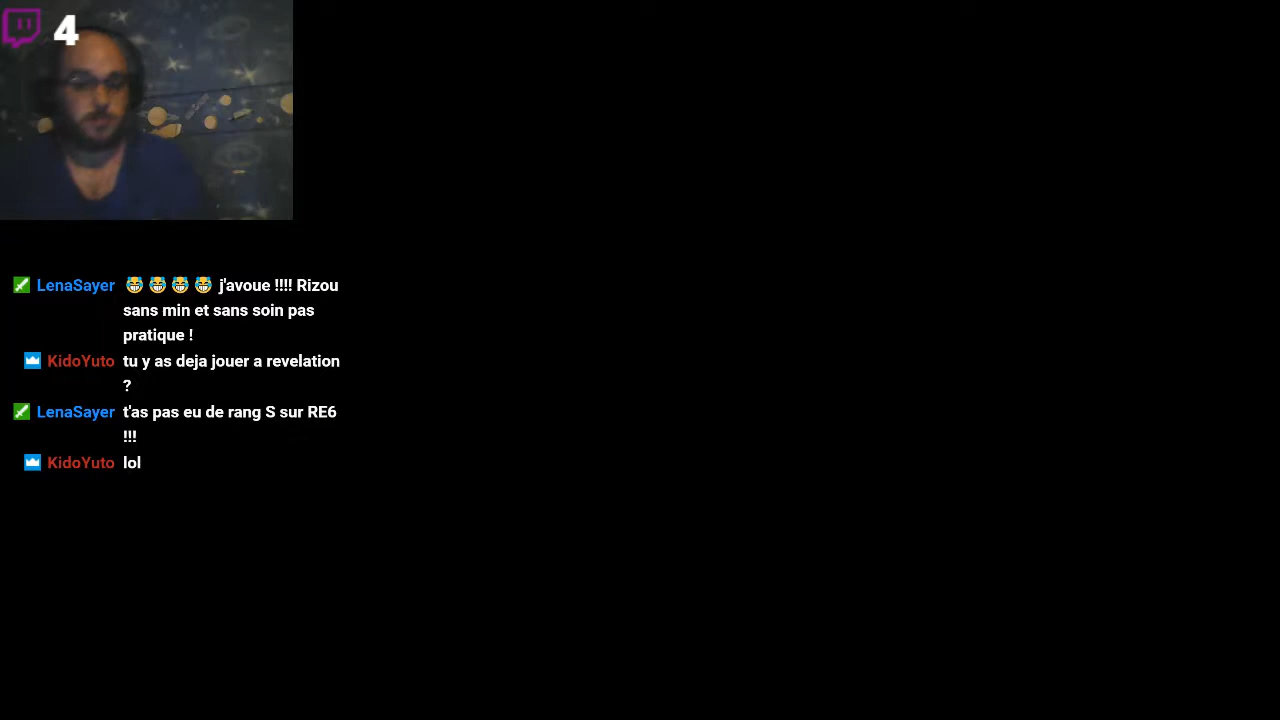 4
LenaSayer 😹 😹 😹 😹 j'avoue !!!! Rizou
sans min et sans soin pas
pratique !
KidoYuto tu y as deja jouer a revelation
?
LenaSayer t'as pas eu de rang S sur RE6
!!!
KidoYuto lol